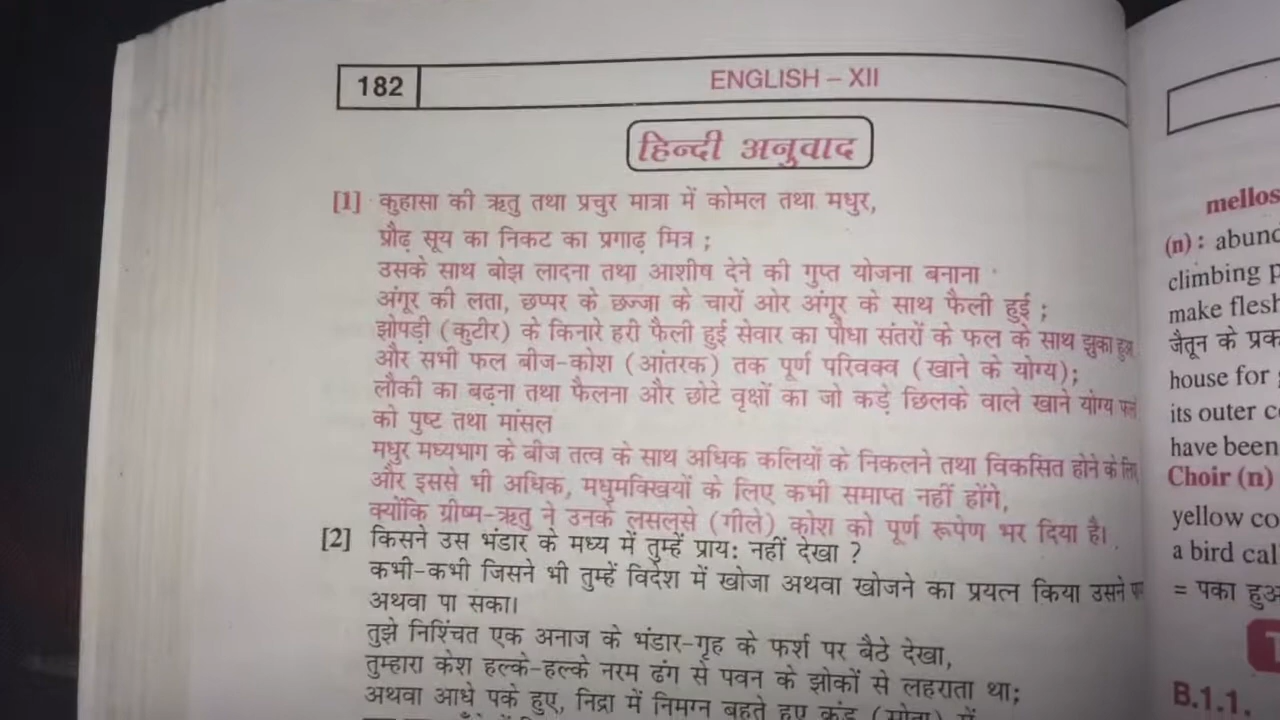 182
ENGLISH – XII
हिन्दी अनुवाद
[1] कुहासा की ऋतु तथा प्रचुर मात्रा में कोमल तथा मधुर,
प्रौढ़ सूय का निकट का प्रगाढ़ मित्र ;
उसके साथ बोझ लादना तथा आशीष देने की गुप्त योजना बनाना
अंगूर की लता, छप्पर के छज्जा के चारों ओर अंगूर के साथ फैली हुई ;
झोपड़ी (कुटीर) के किनारे हरी फैली हुई सेवार का पौधा संतरों के फल के साथ झुका हुआ
और सभी फल बीज-कोश (आंतरक) तक पूर्ण परिवक्व (खाने के योग्य);
लौकी का बढ़ना तथा फैलना और छोटे वृक्षों का जो कड़े छिलके वाले खाने योग्य
को पुष्ट तथा मांसल
मधुर मध्यभाग के बीज तत्व के साथ अधिक कलियों के निकलने तथा विकसित होने के लिए
और इससे भी अधिक, मधुमक्खियों के लिए कभी समाप्त नहीं होंगे,
क्योंकि ग्रीष्म-ऋतु ने उनके लसलसे (गीले) कोश को पूर्ण रूपेण भर दिया है।
[2] किसने उस भंडार के मध्य में तुम्हें प्राय: नहीं देखा ?
कभी-कभी जिसने भी तुम्हें विदेश में खोजा अथवा खोजने का प्रयत्न किया उसने
अथवा पा सका।
तुझे निश्चिंत एक अनाज के भंडार-गृह के फर्श पर बैठे देखा,
तुम्हारा केश हल्के-हल्के नरम ढंग से पवन के झोकों से लहराता था;
अथवा आधे पके हुए, निद्रा में निमग्न बहते हुए
mellos
(n) : abund
climbing p
make flesh
जैतून के प्रक
house for
its outer c
have been
Choir (n)
yellow co
a bird cal
= पका हुआ
B.1.1.